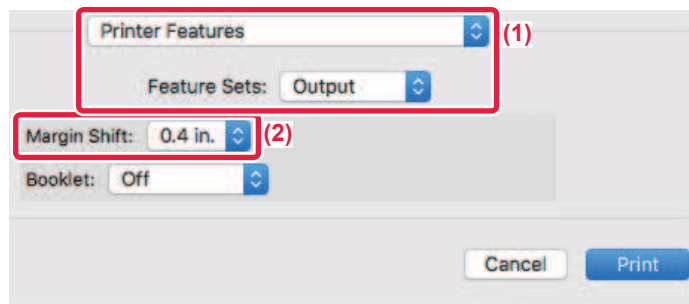 Printer Features (1)
Feature Sets: Output
Margin Shift: 0.4 in. (2)
Booklet: Off
Cancel Print